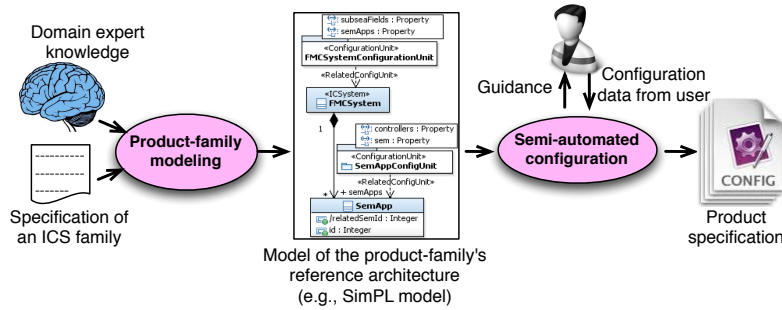 Domain expert
knowledge
Specification of
an ICS family
Product-family
modeling
subseaFields : Property
semApps : Property
«ConfigurationUnit»
FMCSystemConfigurationUnit
«RelatedConfigUnit»
«ICSystem»
FMCSystem
1
controllers : Property
sem : Property
«ConfigurationUnit»
SemAppConfigUnit
«RelatedConfigUnit»
* + semApps
SemApp
/relatedSemId : Integer
id : Integer
Model of the product-family's
reference architecture
(e.g., SimPL model)
Guidance
Configuration
data from user
Semi-automated
configuration
CONFIG
Product
specification